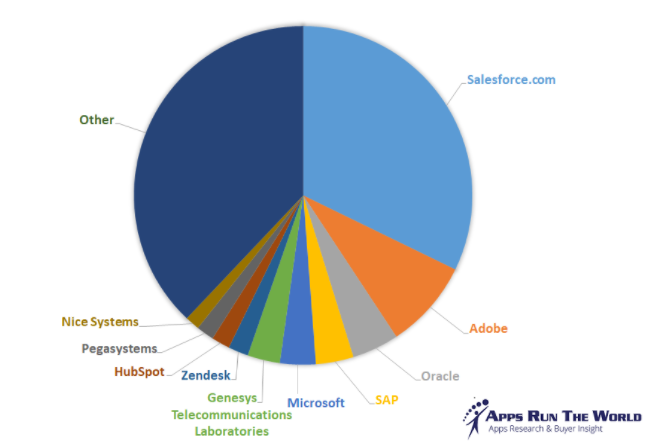 Salesforce.com
Other
Nice Systems
Adobe
Pegasystems
HubSpot
Zendesk
Oracle
Genesys
Telecommunications
Laboratories
Microsoft
SAP
APPS RUN THE WORLD
Apps Research & Buyer Insight